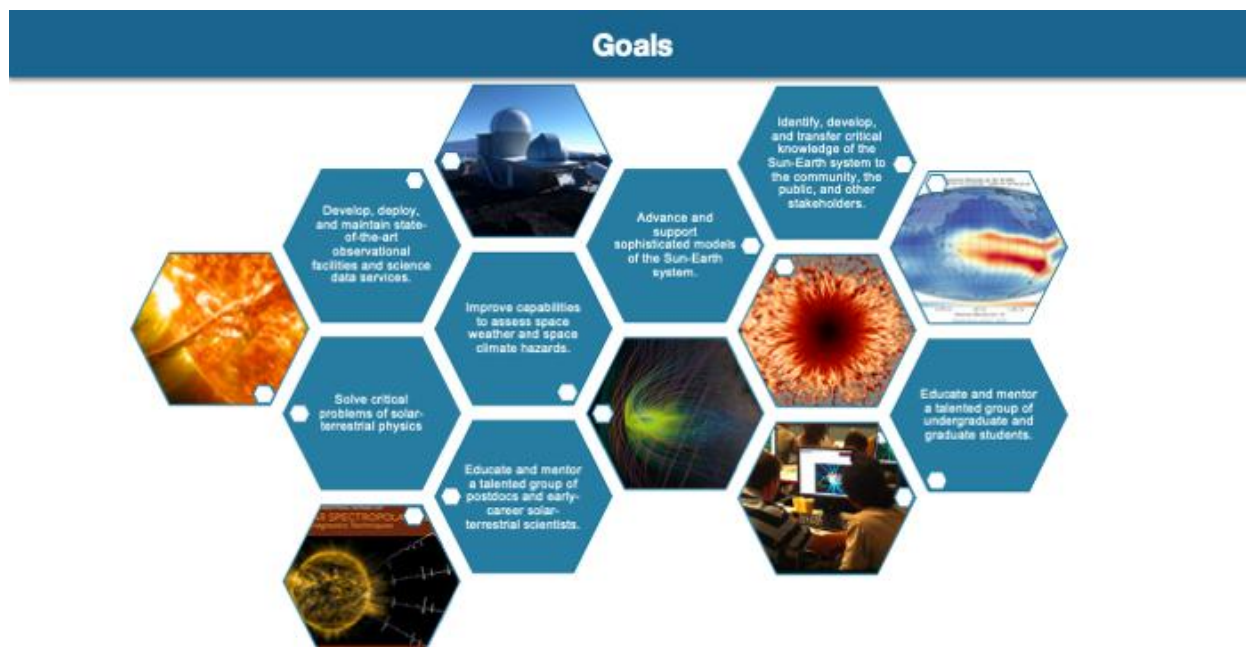 Goals
Identify, develop,
and transfer critical
knowledge of the
Sun-Earth system to
the community, the
public, and other
stakeholders.
Develop, deploy,
and maintain state-
of-the-art
observational
facilities and science
data services.
Advance and
support
sophisticated models
of the Sun-Earth
system.
Improve capabilities
to assess space
weather and space
climate hazards.
Solve critical
problems of solar-
terrestrial physics
Educate and mentor
a talented group of
undergraduate and
graduate students.
Educate and mentor
a talented group of
postdocs and early-
career solar-
terrestrial scientists.